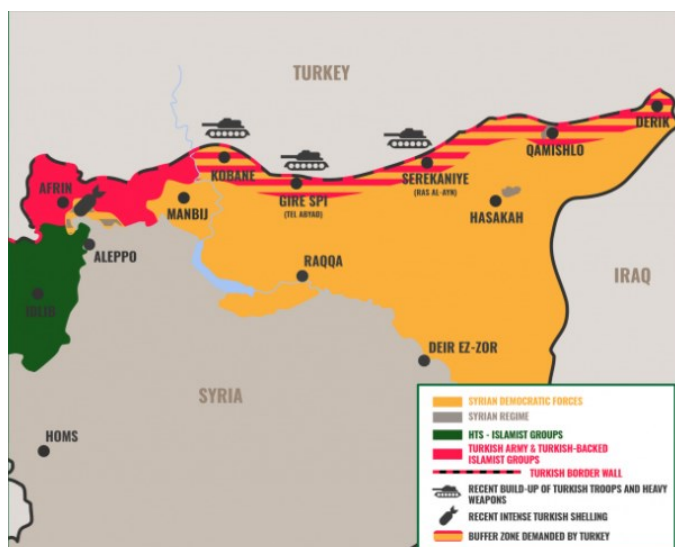 TURKEY
DERIK
QAMISHLO
KOBANE
SEREKANIYE
(RAS AL-AYN)
GIRE SPI
(TEL ABYAD)
AFRIN
MANBIJ
HASAKAH
ALEPPO
RAQQA
IRAQ
IDLIB
DEIR EZ-ZOR
SYRIA
HOMS
SYRIAN DEMOCRATIC FORCES
SYRIAN REGIME
HTS - ISLAMIST GROUPS
TURKISH ARMY & TURKISH-BACKED
ISLAMIST GROUPS
TURKISH BORDER WALL
RECENT BUILD-UP OF TURKISH TROOPS AND HEAVY
WEAPONS
RECENT INTENSE TURKISH SHELLING
BUFFER ZONE DEMANDED BY TURKEY